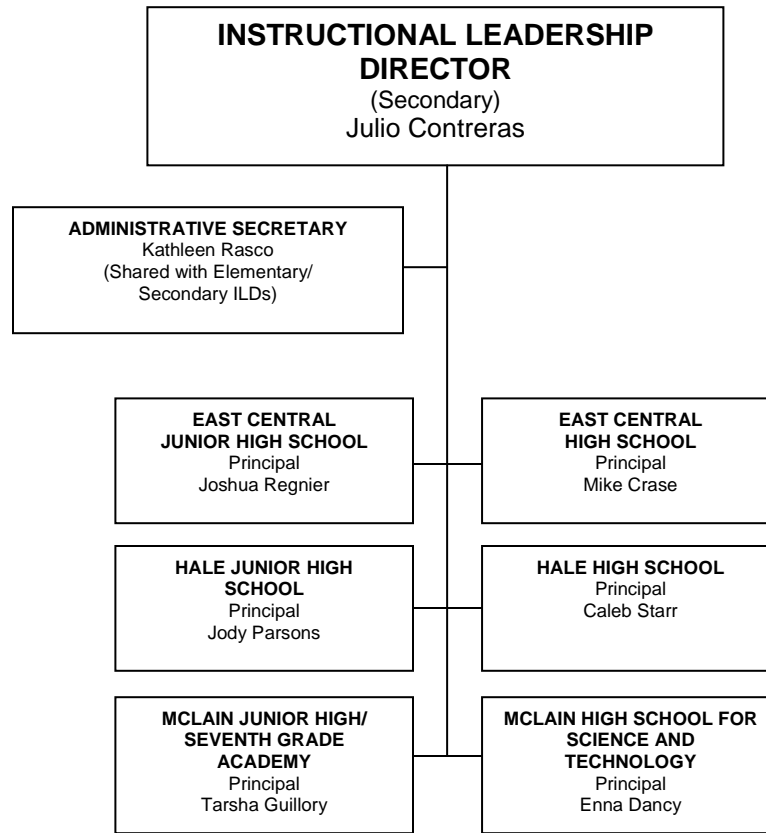 INSTRUCTIONAL LEADERSHIP
DIRECTOR
(Secondary)
Julio Contreras
ADMINISTRATIVE SECRETARY
Kathleen Rasco
(Shared with Elementary/
Secondary ILDs)
EAST CENTRAL
JUNIOR HIGH SCHOOL
Principal
Joshua Regnier
EAST CENTRAL
HIGH SCHOOL
Principal
Mike Crase
HALE JUNIOR HIGH
SCHOOL
Principal
Jody Parsons
HALE HIGH SCHOOL
Principal
Caleb Starr
MCLAIN JUNIOR HIGH/
SEVENTH GRADE
ACADEMY
Principal
Tarsha Guillory
MCLAIN HIGH SCHOOL FOR
SCIENCE AND
TECHNOLOGY
Principal
Enna Dancy